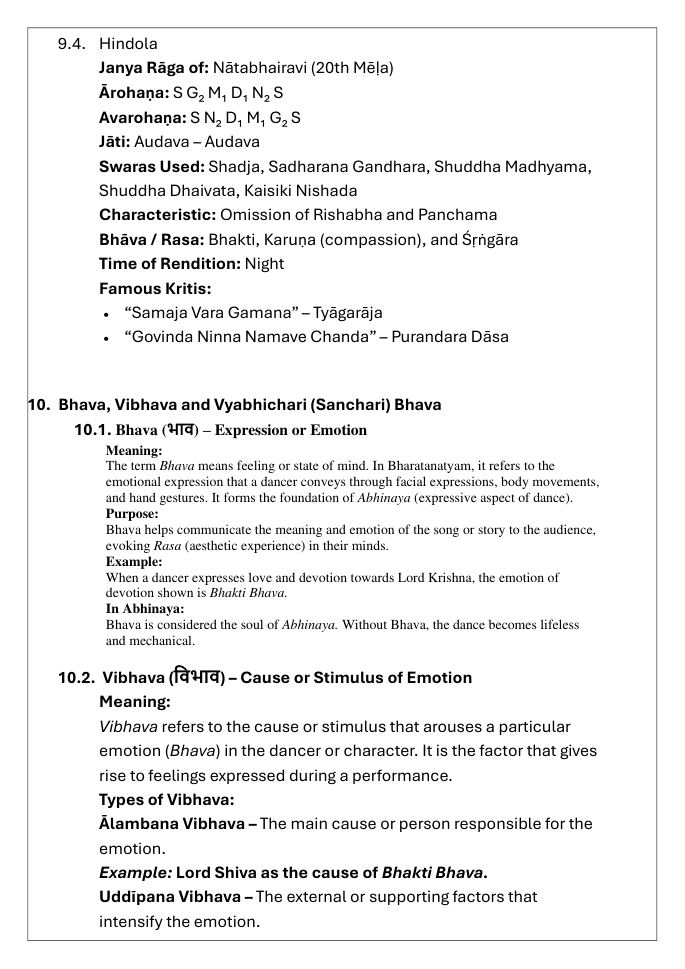 9.4. Hindola
Janya Rāga of: Nātabhairavi (20th Mēḷa)
Ārohaṇa: S G₂ M₁ D₁ N₂ S
Avarohaṇa: S N₂ D₁ M₁ G₂ S
Jāti: Audava – Audava
Swaras Used: Shadja, Sadharana Gandhara, Shuddha Madhyama,
Shuddha Dhaivata, Kaisiki Nishada
Characteristic: Omission of Rishabha and Panchama
Bhāva / Rasa: Bhakti, Karuṇa (compassion), and Śṛṅgāra
Time of Rendition: Night
Famous Kritis:
• “Samaja Vara Gamana” – Tyāgarāja
• “Govinda Ninna Namave Chanda” – Purandara Dāsa
10. Bhava, Vibhava and Vyabhichari (Sanchari) Bhava
10.1. Bhava (भाव) – Expression or Emotion
Meaning:
The term Bhava means feeling or state of mind. In Bharatanatyam, it refers to the
emotional expression that a dancer conveys through facial expressions, body movements,
and hand gestures. It forms the foundation of Abhinaya (expressive aspect of dance).
Purpose:
Bhava helps communicate the meaning and emotion of the song or story to the audience,
evoking Rasa (aesthetic experience) in their minds.
Example:
When a dancer expresses love and devotion towards Lord Krishna, the emotion of
devotion shown is Bhakti Bhava.
In Abhinaya:
Bhava is considered the soul of Abhinaya. Without Bhava, the dance becomes lifeless
and mechanical.
10.2. Vibhava (विभाव) – Cause or Stimulus of Emotion
Meaning:
Vibhava refers to the cause or stimulus that arouses a particular
emotion (Bhava) in the dancer or character. It is the factor that gives
rise to feelings expressed during a performance.
Types of Vibhava:
Ālambana Vibhava – The main cause or person responsible for the
emotion.
Example: Lord Shiva as the cause of Bhakti Bhava.
Uddīpana Vibhava – The external or supporting factors that
intensify the emotion.